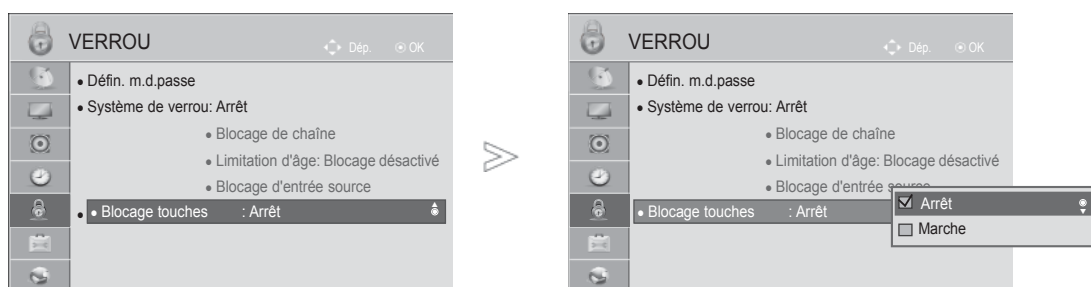 VERROU
Dép. OK
• Défin. m.d.passe
• Système de verrou: Arrêt
• Blocage de chaîne
• Limitation d'âge: Blocage désactivé
• Blocage d'entrée source
• • Blocage touches : Arrêt
VERROU
Dép. OK
• Défin. m.d.passe
• Système de verrou: Arrêt
• Blocage de chaîne
• Limitation d'âge: Blocage désactivé
• Blocage d'entrée source
• Blocage touches : Arrêt
Arrêt
Marche